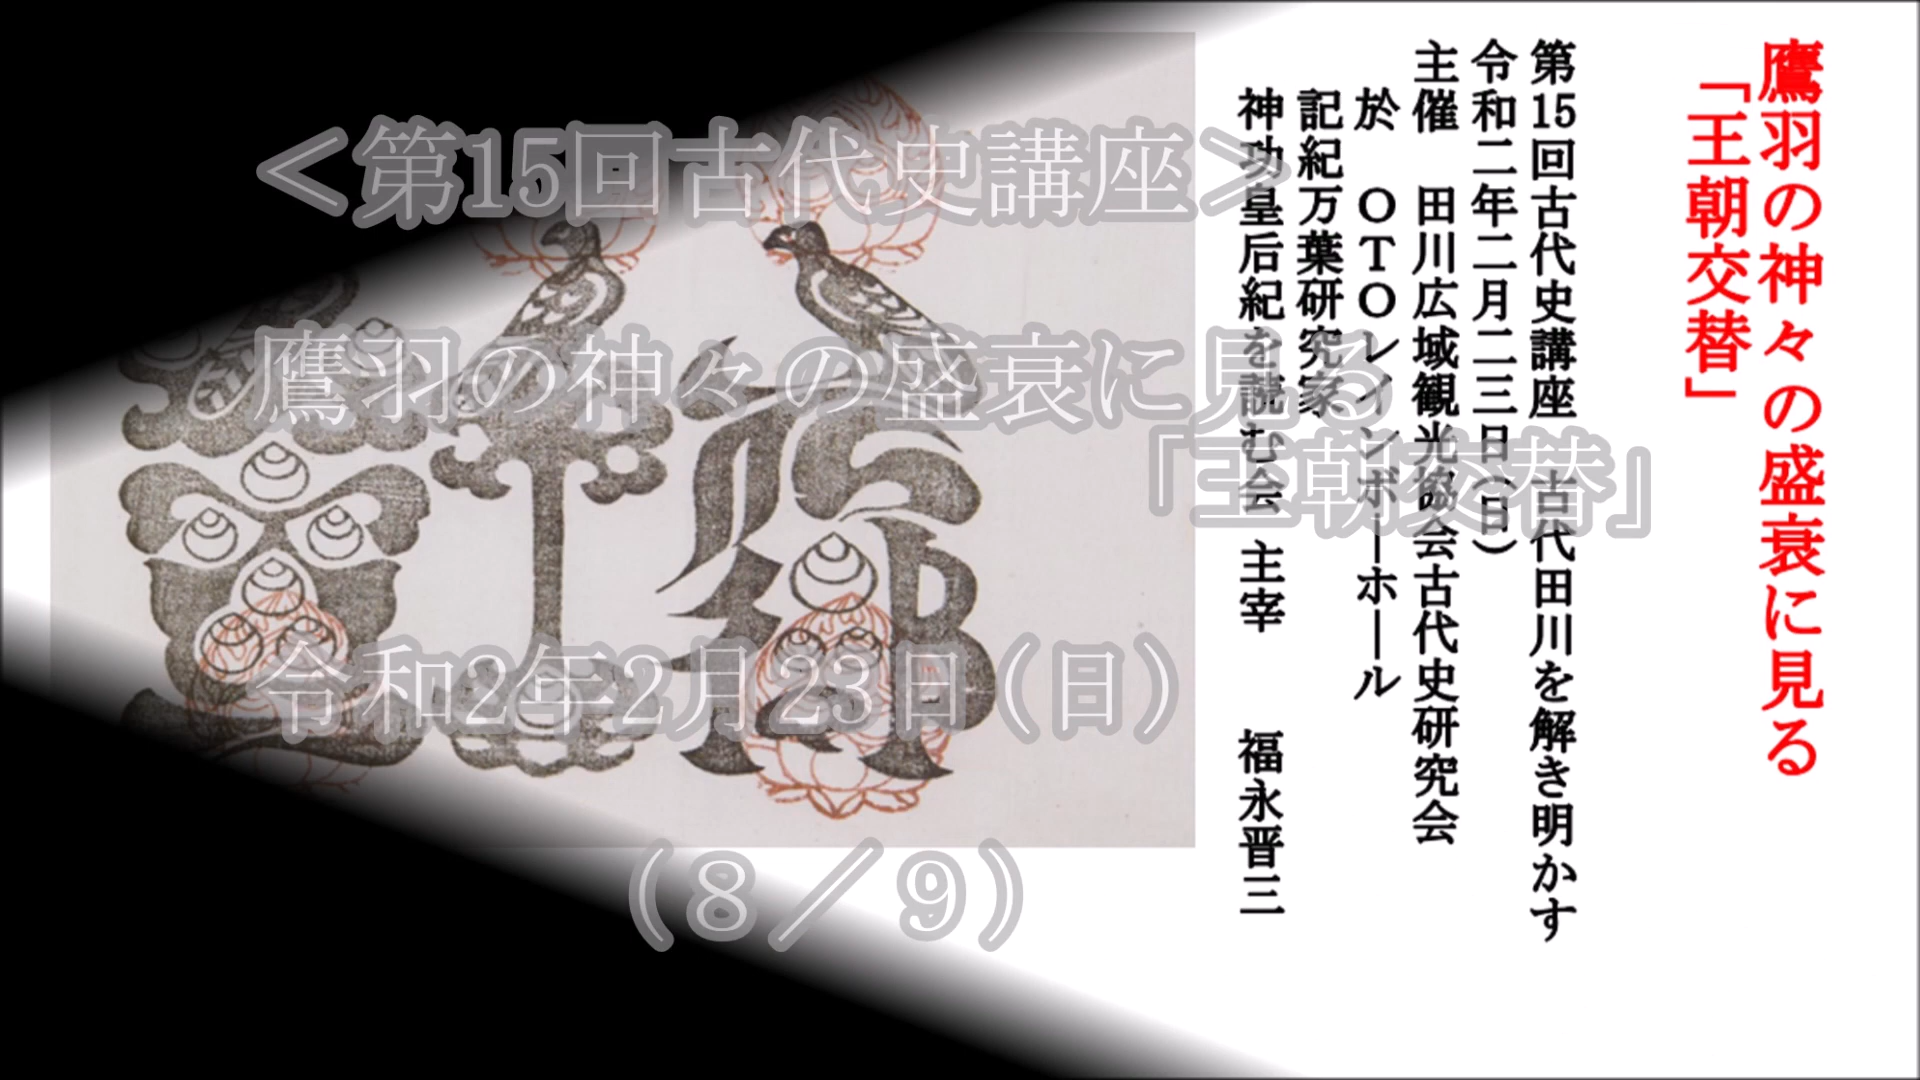 鷹羽の神々の盛衰に見る
「王朝交替」
第15回古代史講座　古代田川を解き明かす
令和二年二月二三日（日）
主催　田川広域観光協会古代史研究会
於　ＯＴＯレインボーホール
記紀万葉研究家
神功皇后紀を読む会　主宰　　福永晋三
＜第15回古代史講座＞
鷹羽の神々の盛衰に見る
「王朝交替」
令和2年2月23日（日）
（８／９）